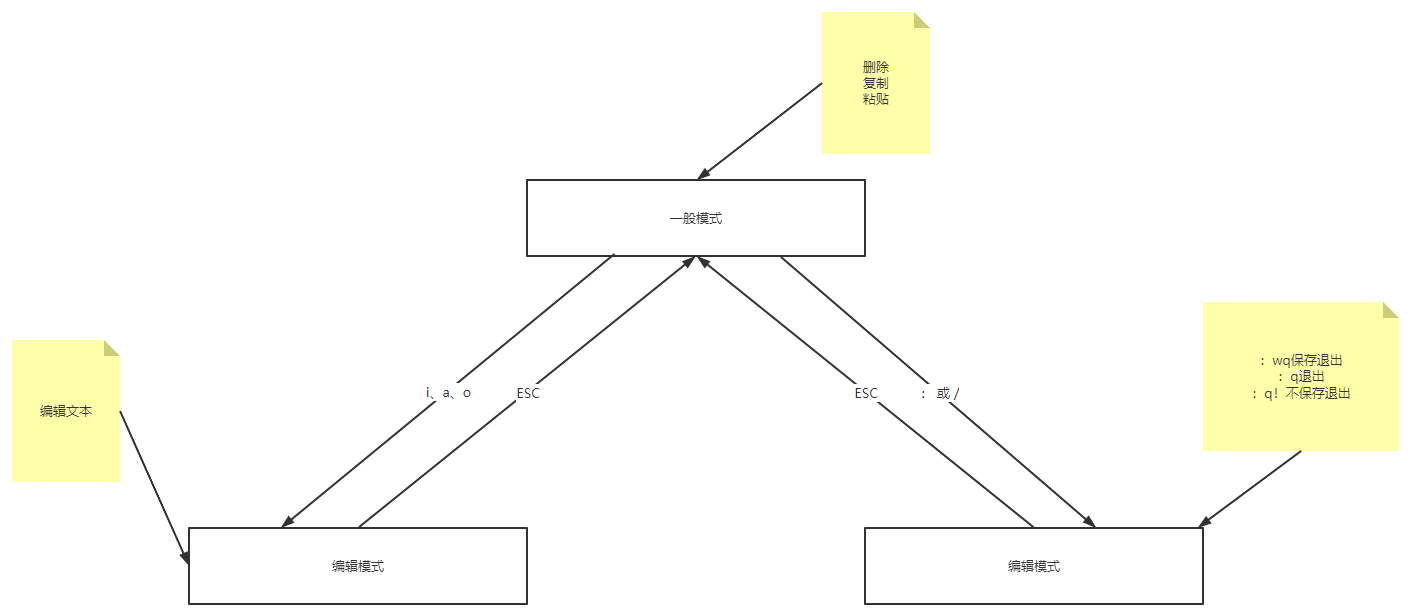 删除
复制
粘贴
一般模式
编辑文本
i、a、o
ESC
ESC
： 或 /
：wq保存退出
：q退出
：q！不保存退出
编辑模式
编辑模式